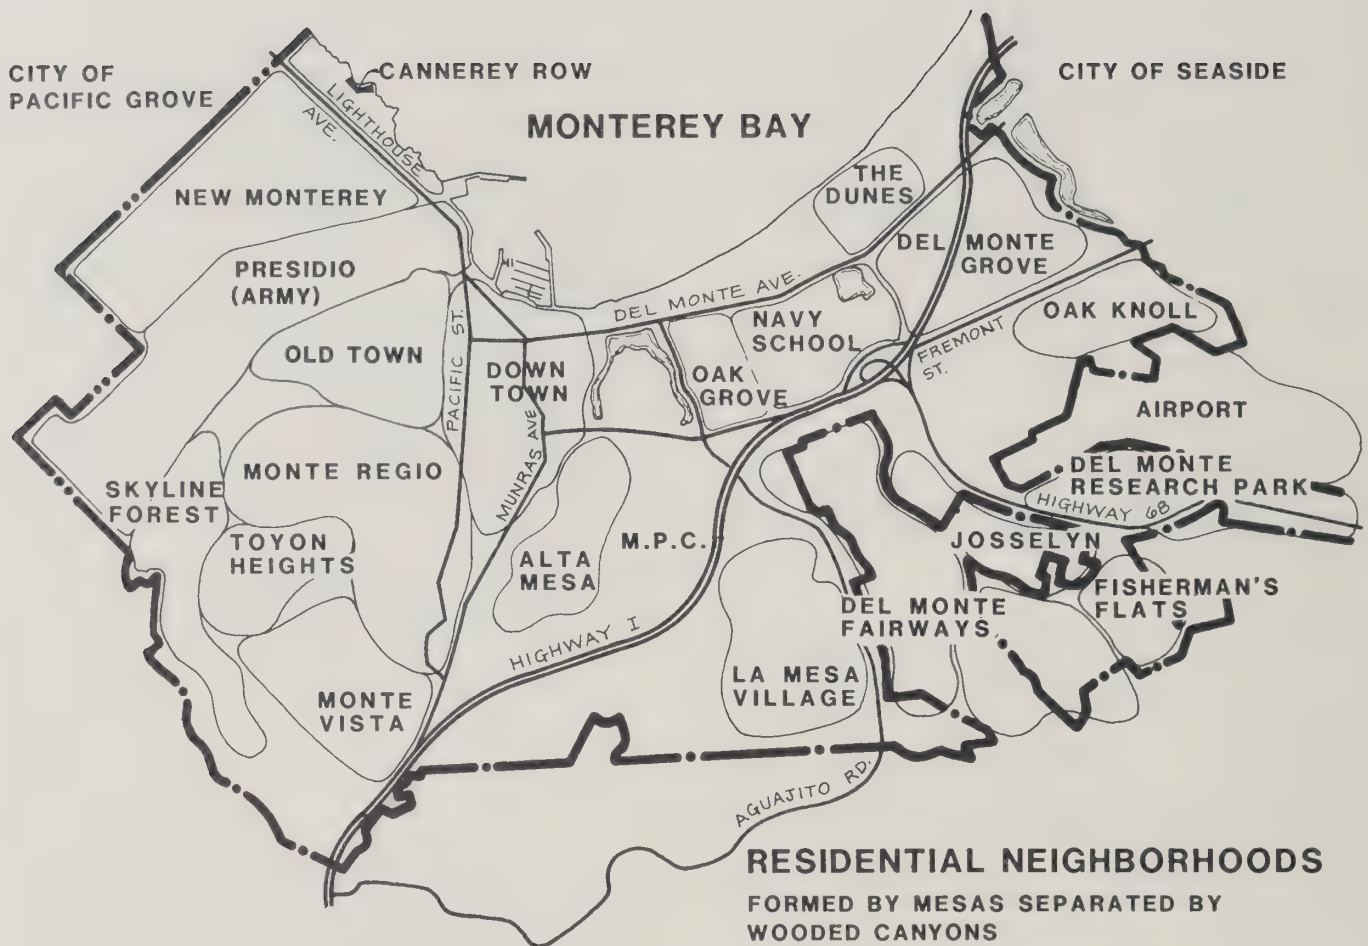 CITY OF
PACIFIC GROVE
CANNEREY ROW
CITY OF SEASIDE
LIGHTHOUSE
AVE.
MONTEREY BAY
THE
DUNES
NEW MONTEREY
DEL MONTE
GROVE
PRESIDIO
(ARMY)
DEL MONTE AVE.
NAVY
SCHOOL
OAK KNOLL
OLD TOWN
PACIFIC ST.
DOWN
TOWN
OAK
GROVE
FREMONT
ST.
AIRPORT
MONTE REGIO
MUNRAS AVE
DEL MONTE
RESEARCH PARK
HIGHWAY 68
SKYLINE
FOREST
TOYON
HEIGHTS
ALTA
MESA
M.P.C.
JOSSELYN
FISHERMAN'S
FLATS
DEL MONTE
FAIRWAYS
HIGHWAY I
LA MESA
VILLAGE
MONTE
VISTA
AGUAJITO RD.
RESIDENTIAL NEIGHBORHOODS
FORMED BY MESAS SEPARATED BY
WOODED CANYONS